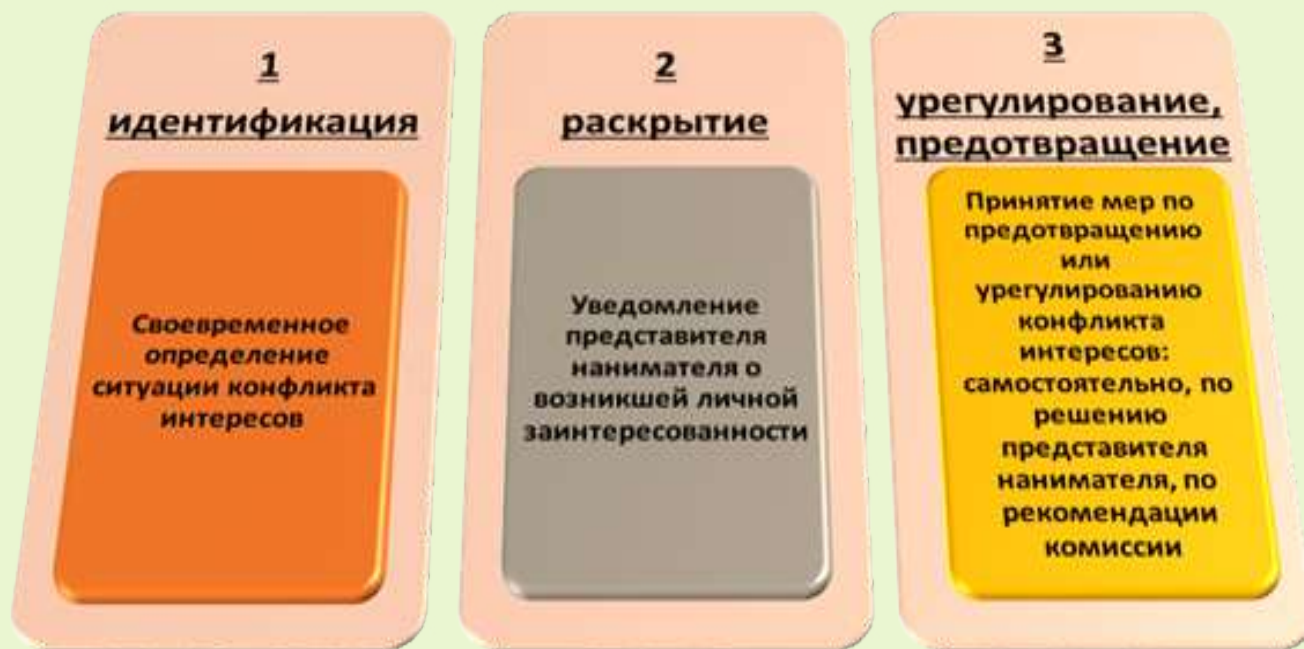 1
идентификация
Своевременное
определение
ситуации конфликта
интересов
2
раскрытие
Уведомление
представителя
нанимателя о
возникшей личной
заинтересованности
3
урегулирование,
предотвращение
Принятие мер по
предотвращению
или
урегулированию
конфликта
интересов:
самостоятельно, по
решению
представителя
нанимателя, по
рекомендации
комиссии